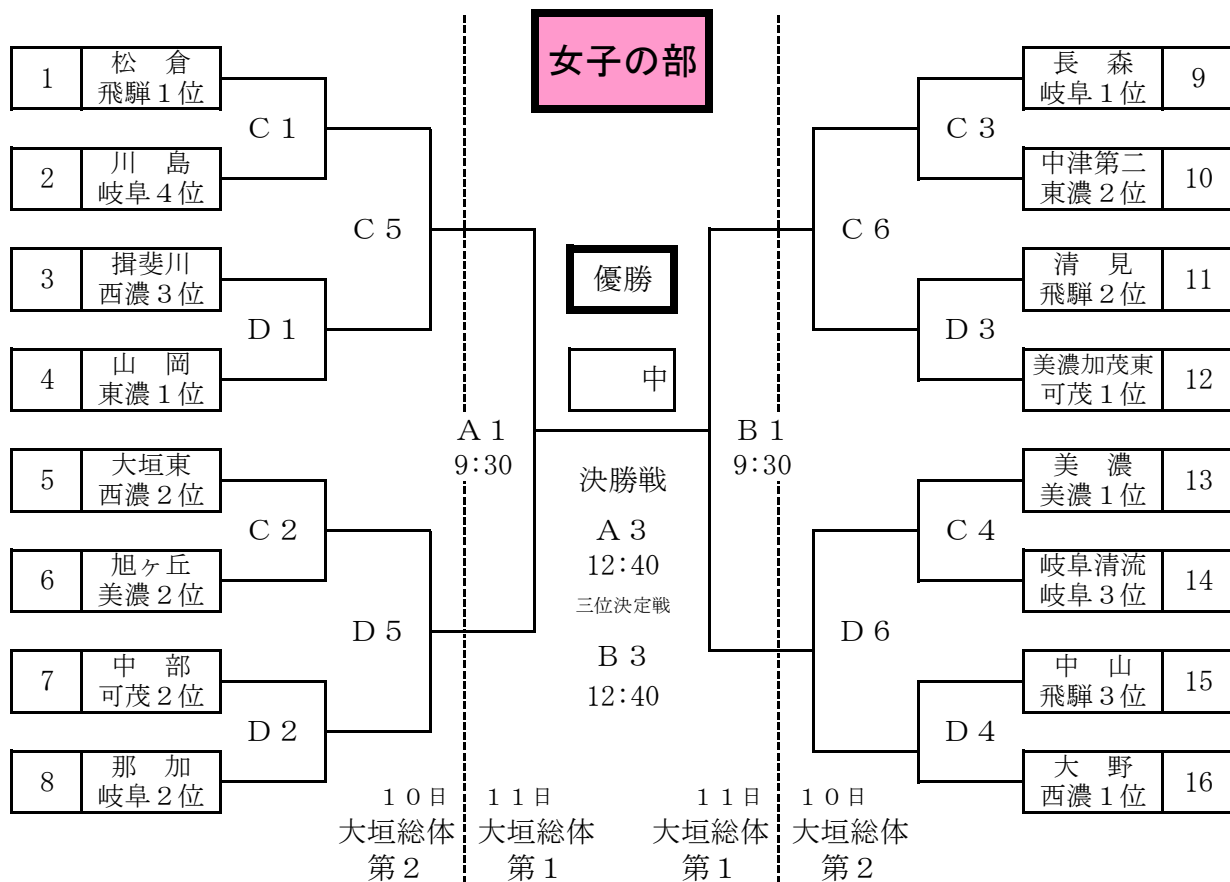 女子の部
1
松　倉
飛騨１位
2
川　島
岐阜４位
3
揖斐川
西濃３位
4
山　岡
東濃１位
5
大垣東
西濃２位
6
旭ヶ丘
美濃２位
7
中　部
可茂２位
8
那　加
岐阜２位
Ｃ１
Ｄ１
Ｃ２
Ｄ２
Ｃ５
Ｄ５
Ａ１
9:30
優勝
中
決勝戦
Ａ３
12:40
三位決定戦
Ｂ３
12:40
Ｂ１
9:30
Ｃ６
Ｄ６
Ｃ３
Ｄ３
Ｃ４
Ｄ４
長　森
岐阜１位
9
中津第二
東濃２位
10
清　見
飛騨２位
11
美濃加茂東
可茂１位
12
美　濃
美濃１位
13
岐阜清流
岐阜３位
14
中　山
飛騨３位
15
大　野
西濃１位
16
１０日
大垣総体
第２
１１日
大垣総体
第１
１１日
大垣総体
第１
１０日
大垣総体
第２